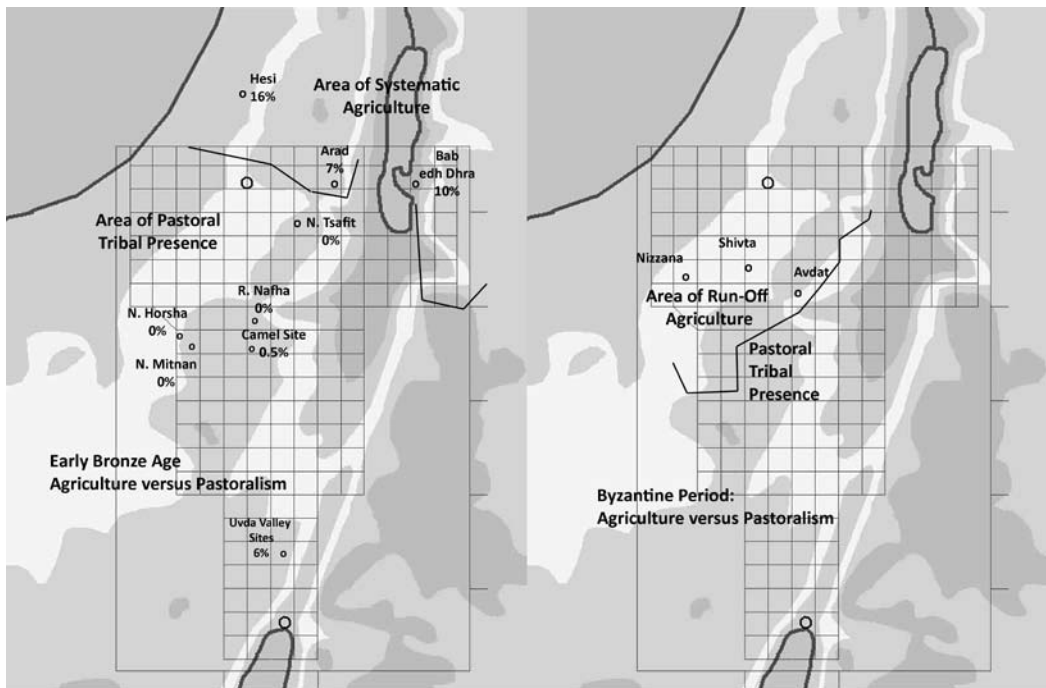 Hesi
16%
Area of Systematic
Agriculture
Arad
7%
Bab
edh Dhra
10%
Area of Pastoral
Tribal Presence
N. Tsafit
0%
R. Nafha
0%
N. Horsha
0%
Camel Site
0.5%
N. Mitnan
0%
Early Bronze Age
Agriculture versus Pastoralism
Uvda Valley
Sites
6%
Shivta
Nizzana
Avdat
Area of Run-Off
Agriculture
Pastoral
Tribal
Presence
Byzantine Period:
Agriculture versus Pastoralism